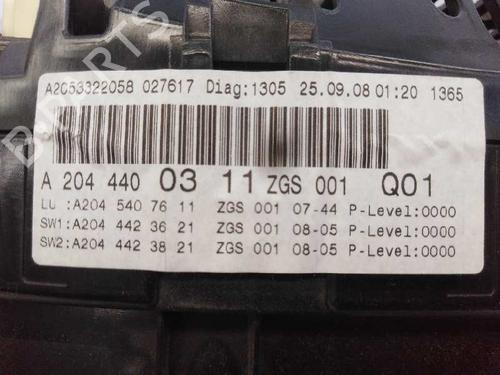 A2053322058 027617 Diag:1305 25.09.08 01:20 1365
A 204 440 03 11 ZGS 001 Q01
LU :A204 540 76 11 ZGS 001 07-44 P-Level:0000
SW1:A204 442 36 21 ZGS 001 08-05 P-Level:0000
SW2:A204 442 38 21 ZGS 001 08-05 P-Level:0000